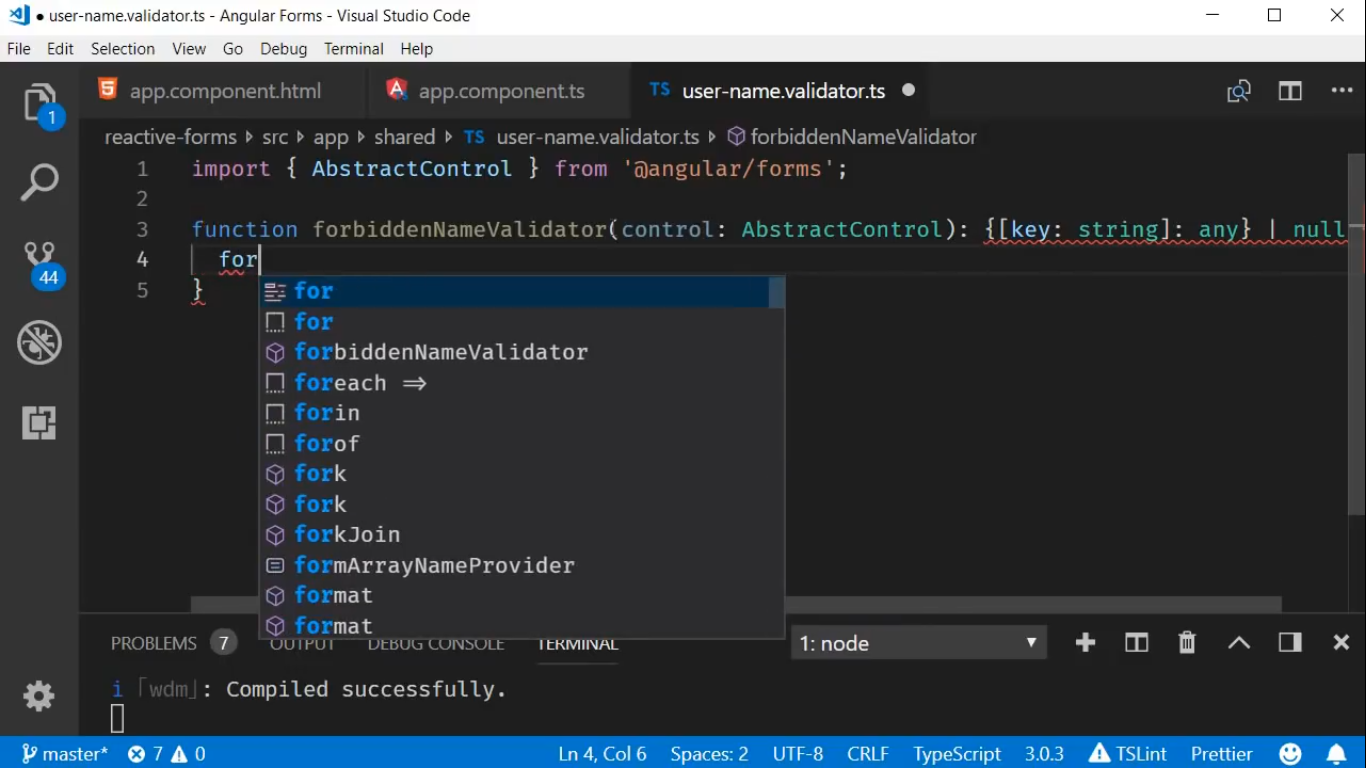 ● user-name.validator.ts - Angular Forms - Visual Studio Code
File Edit Selection View Go Debug Terminal Help
app.component.html app.component.ts TS user-name.validator.ts ●
reactive-forms src app shared TS user-name.validator.ts forbiddenNameValidator
1 import { AbstractControl } from '@angular/forms';
2
3 function forbiddenNameValidator(control: AbstractControl): {[key: string]: any} | null
4 for
5 }
for
for
forbiddenNameValidator
foreach ⇒
forin
forof
fork
fork
forkJoin
formArrayNameProvider
format
format
1
44
PROBLEMS 7 OUTPUT DEBUG CONSOLE TERMINAL 1: node
i ｢wdm｣: Compiled successfully.
master* 7 0 Ln 4, Col 6 Spaces: 2 UTF-8 CRLF TypeScript 3.0.3 TSLint Prettier